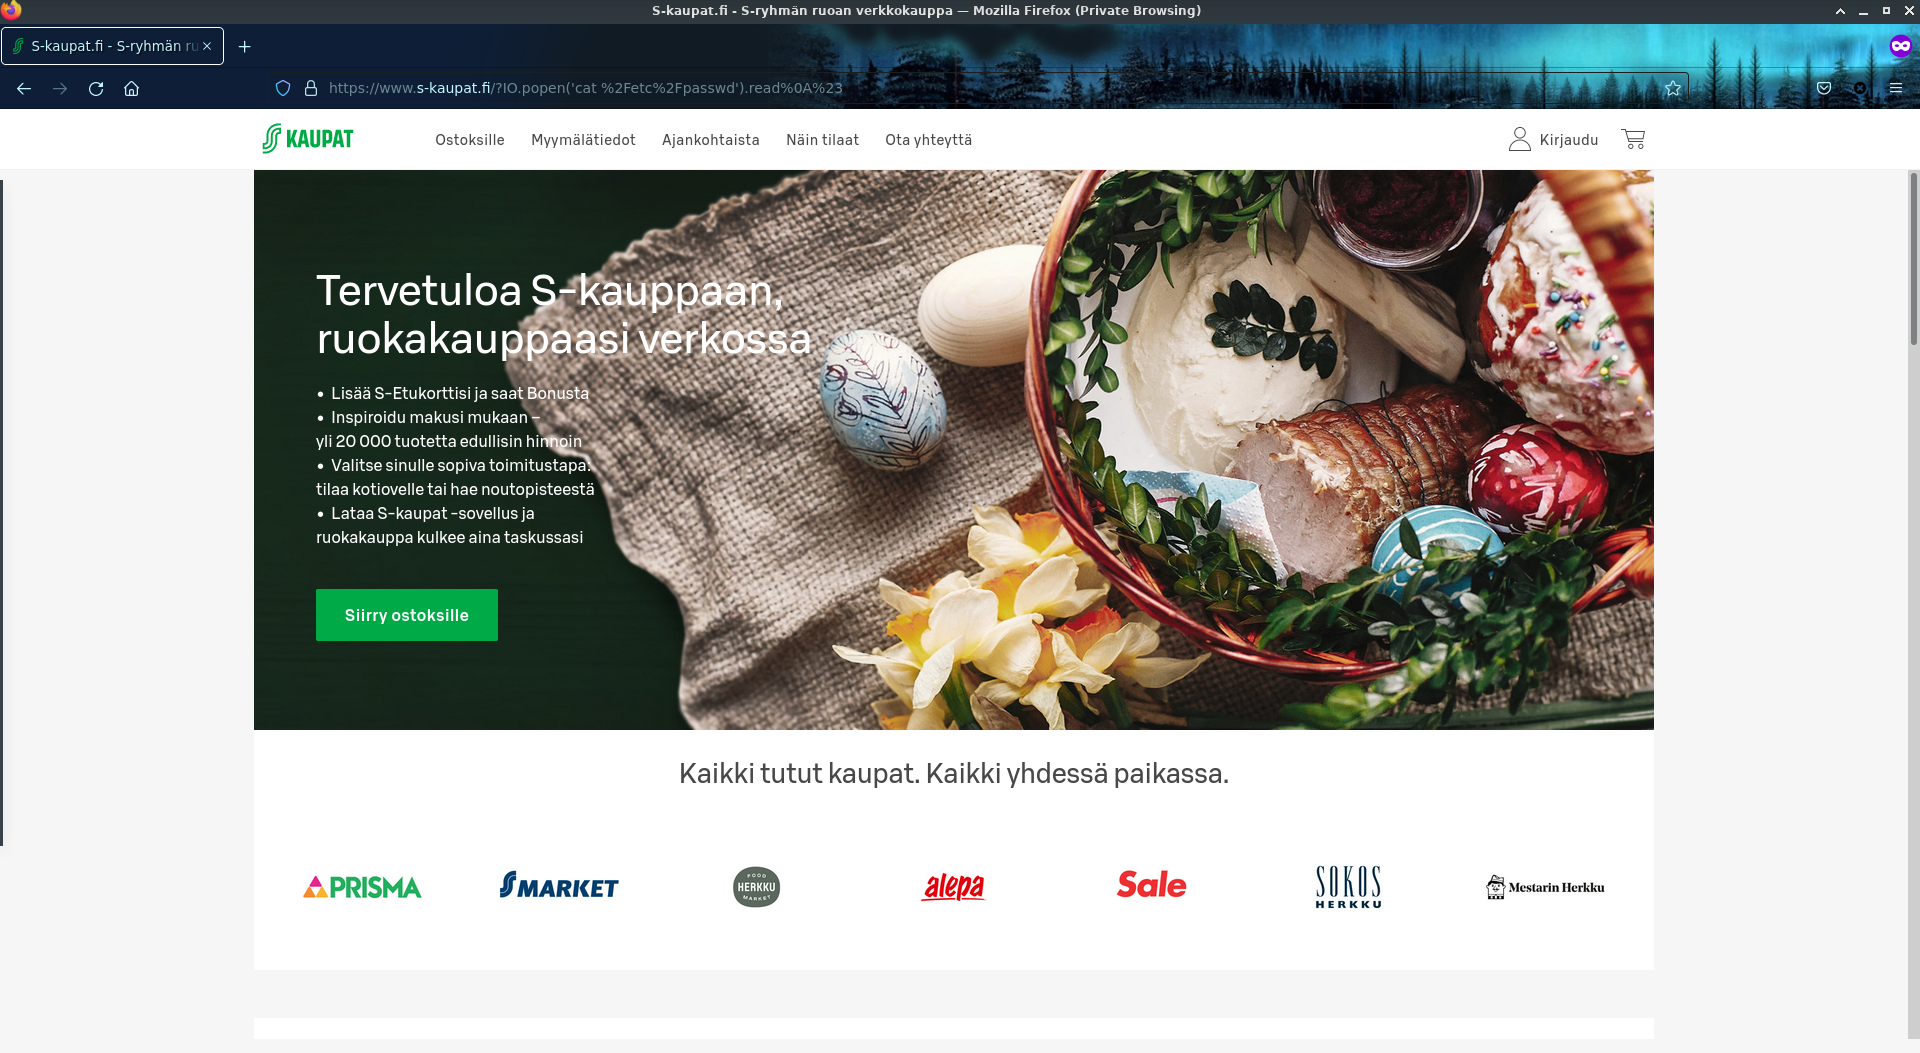 S-kaupat.fi - S-ryhmän ruoan verkkokauppa — Mozilla Firefox (Private Browsing)
S-kaupat.fi - S-ryhmän ru
https://www.s-kaupat.fi/?IO.popen('cat %2Fetc%2Fpasswd').read%0A%23
KAUPAT
Ostoksille
Myymälätiedot
Ajankohtaista
Näin tilaat
Ota yhteyttä
Kirjaudu
Tervetuloa S-kauppaan,
ruokakauppaasi verkossa
• Lisää S-Etukorttisi ja saat Bonusta
• Inspiroidu makusi mukaan –
yli 20 000 tuotetta edullisin hinnoin
• Valitse sinulle sopiva toimitustapa:
tilaa kotiovelle tai hae noutopisteestä
• Lataa S-kaupat -sovellus ja
ruokakauppa kulkee aina taskussasi
Siirry ostoksille
Kaikki tutut kaupat. Kaikki yhdessä paikassa.
PRISMA
S MARKET
FOOD
HERKKU
MARKET
alepa
Sale
SOKOS
HERKKU
Mestarin Herkku